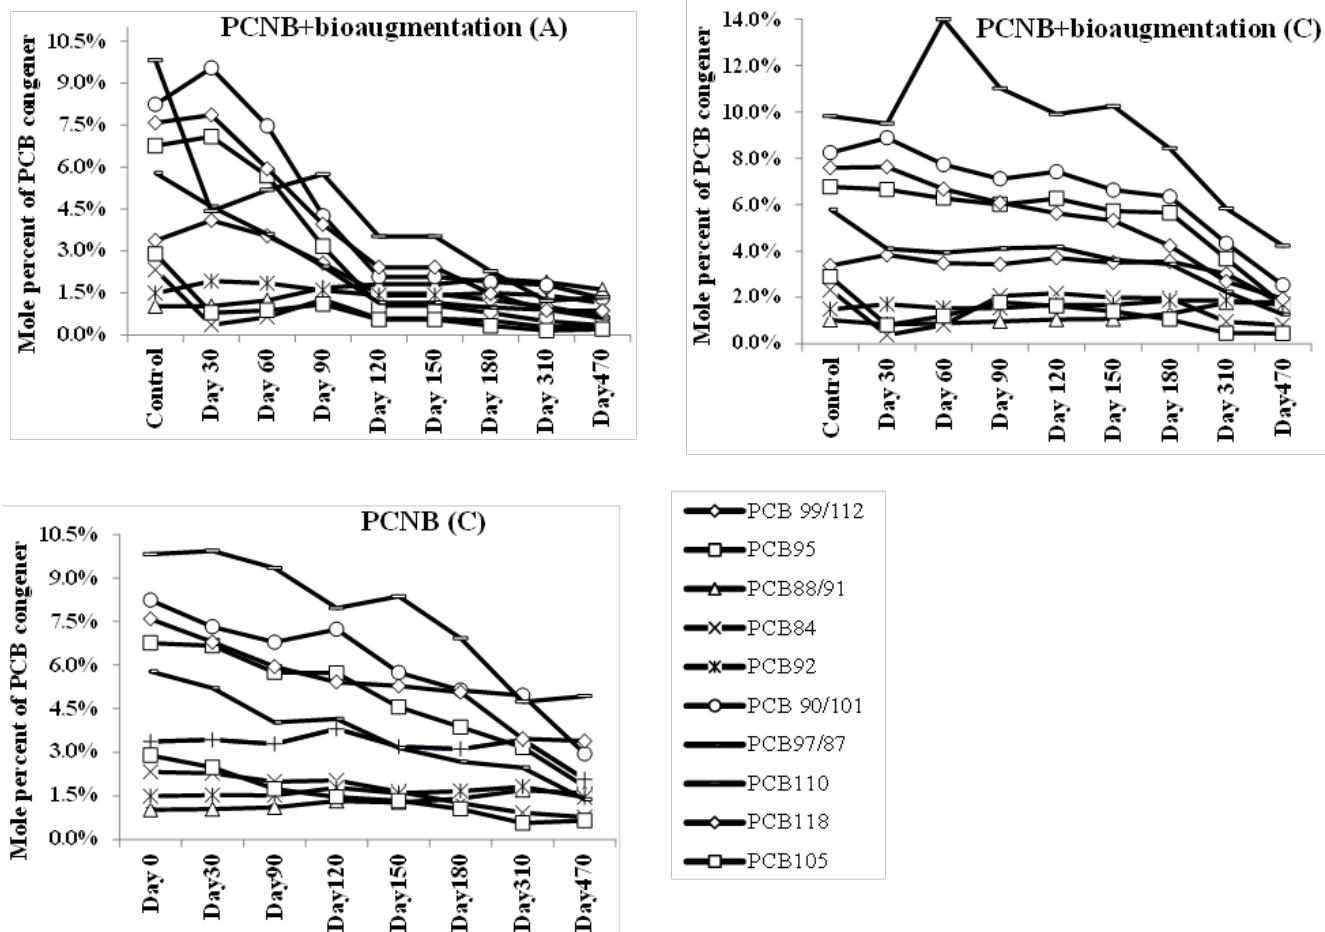 PCNB+bioaugmentation (A)
Mole percent of PCB congener
10.5%
9.0%
7.5%
6.0%
4.5%
3.0%
1.5%
0.0%
Control
Day 30
Day 60
Day 90
Day 120
Day 150
Day 180
Day 310
Day470
PCNB+bioaugmentation (C)
Mole percent of PCB congener
14.0%
12.0%
10.0%
8.0%
6.0%
4.0%
2.0%
0.0%
Control
Day 30
Day 60
Day 90
Day 120
Day 150
Day 180
Day 310
Day470
PCNB (C)
Mole percent of PCB congener
10.5%
9.0%
7.5%
6.0%
4.5%
3.0%
1.5%
0.0%
Day 0
Day30
Day90
Day120
Day150
Day180
Day310
Day470
PCB 99/112
PCB95
PCB88/91
PCB84
PCB92
PCB 90/101
PCB97/87
PCB110
PCB118
PCB105